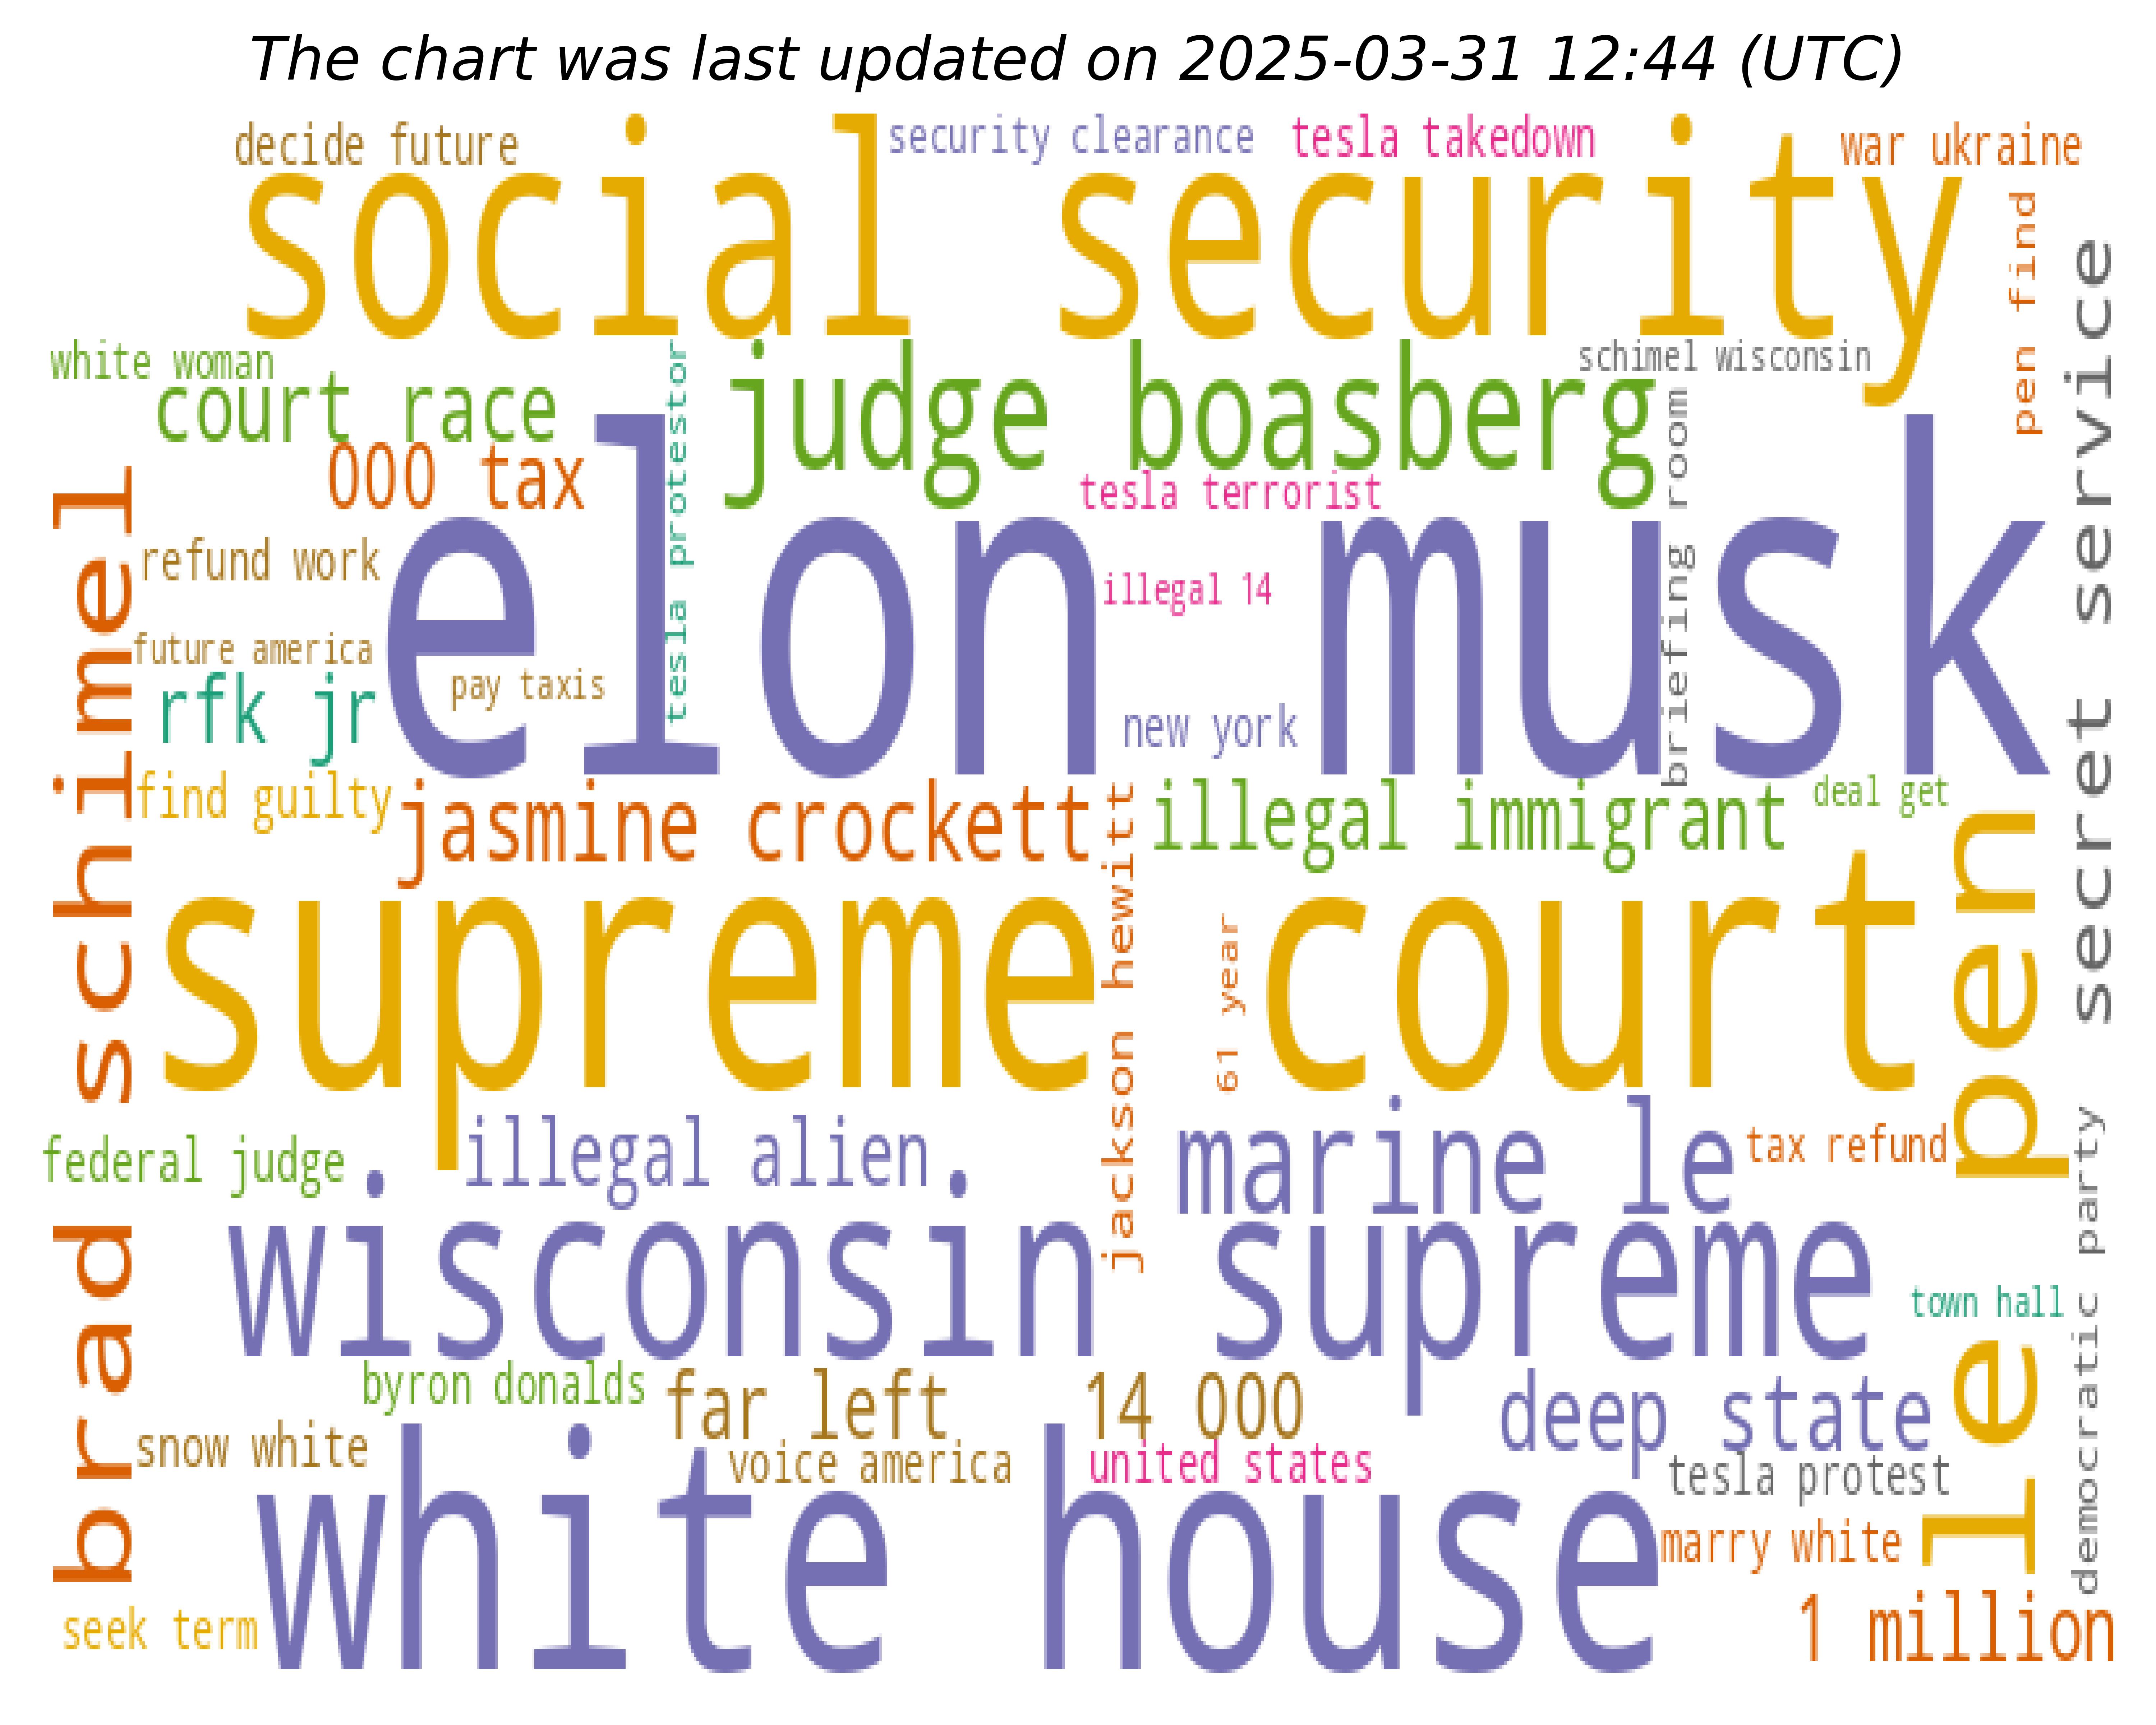 The chart was last updated on 2025-03-31 12:44 (UTC)
decide future
security clearance
tesla takedown
war ukraine
social security
pen find
secret service
white woman
court race
tesla protestor
judge boasberg
schimel wisconsin
briefing room
000 tax
tesla terrorist
elon musk
brad schimel
refund work
illegal 14
future america
pay taxis
rfk jr
new york
find guilty
jasmine crockett
jackson hewitt
illegal immigrant
deal get
le pen
supreme court
61 year
federal judge
illegal alien
marine le
tax refund
democratic party
wisconsin supreme
town hall
byron donalds
far left
14 000
deep state
snow white
voice america
united states
tesla protest
white house
marry white
seek term
1 million